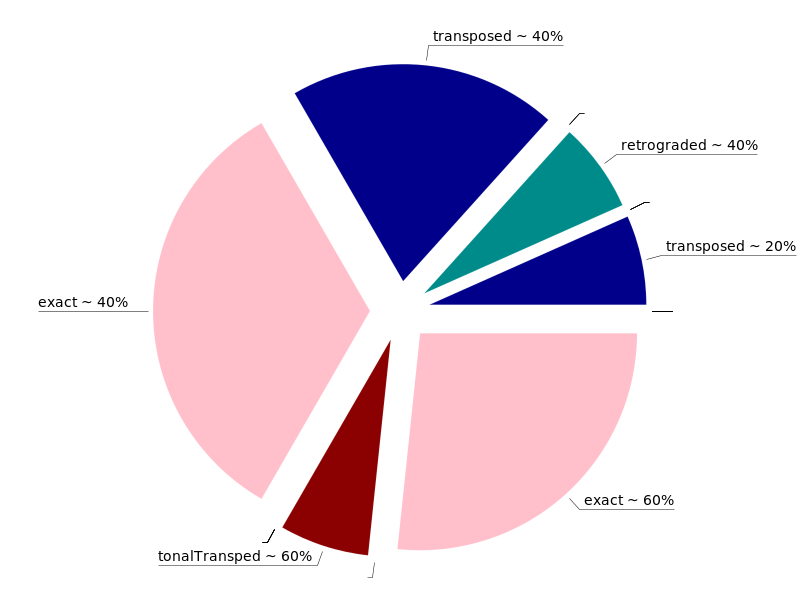 transposed ~ 40%
retrograded ~ 40%
transposed ~ 20%
exact ~ 40%
exact ~ 60%
tonalTransped ~ 60%